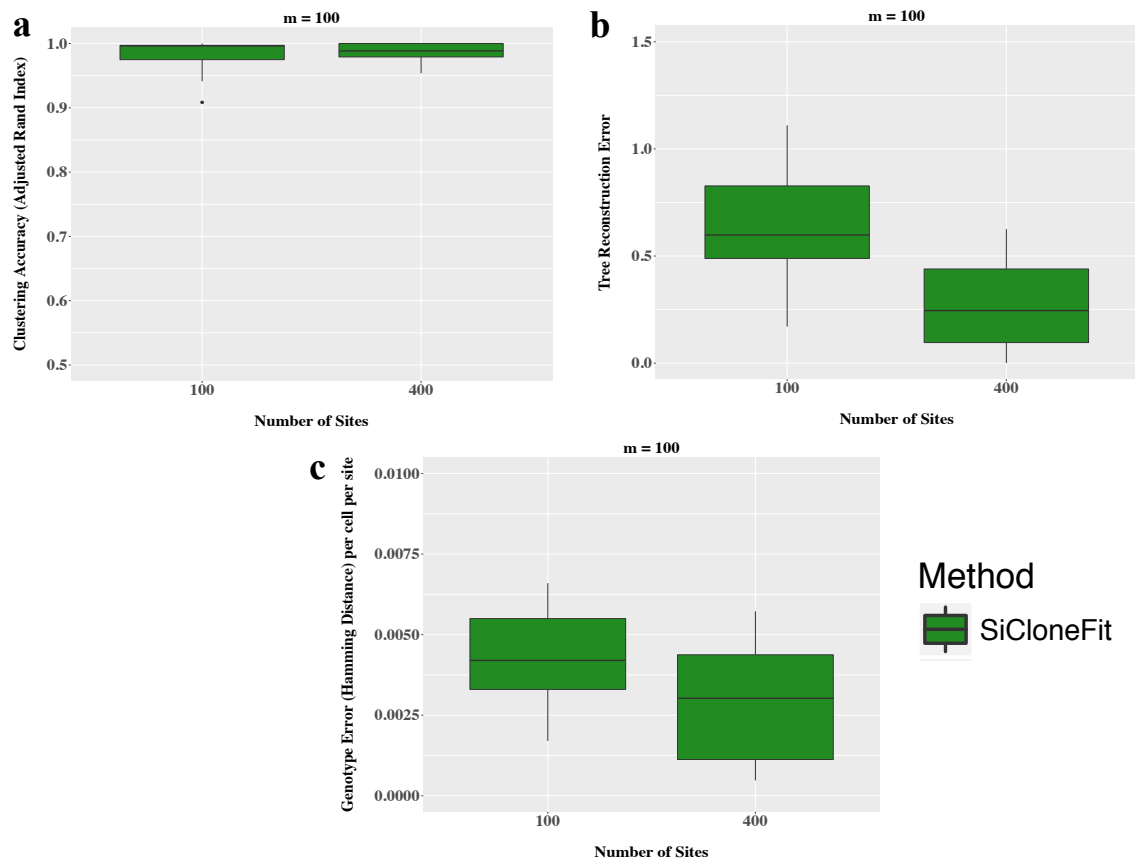 a
m = 100
Clustering Accuracy (Adjusted Rand Index)
1.0
0.9
0.8
0.7
0.6
0.5
100
400
Number of Sites
b
m = 100
Tree Reconstruction Error
1.5
1.0
0.5
0.0
100
400
Number of Sites
c
m = 100
Genotype Error (Hamming Distance) per cell per site
0.0100
0.0075
0.0050
0.0025
0.0000
100
400
Number of Sites
Method
SiCloneFit